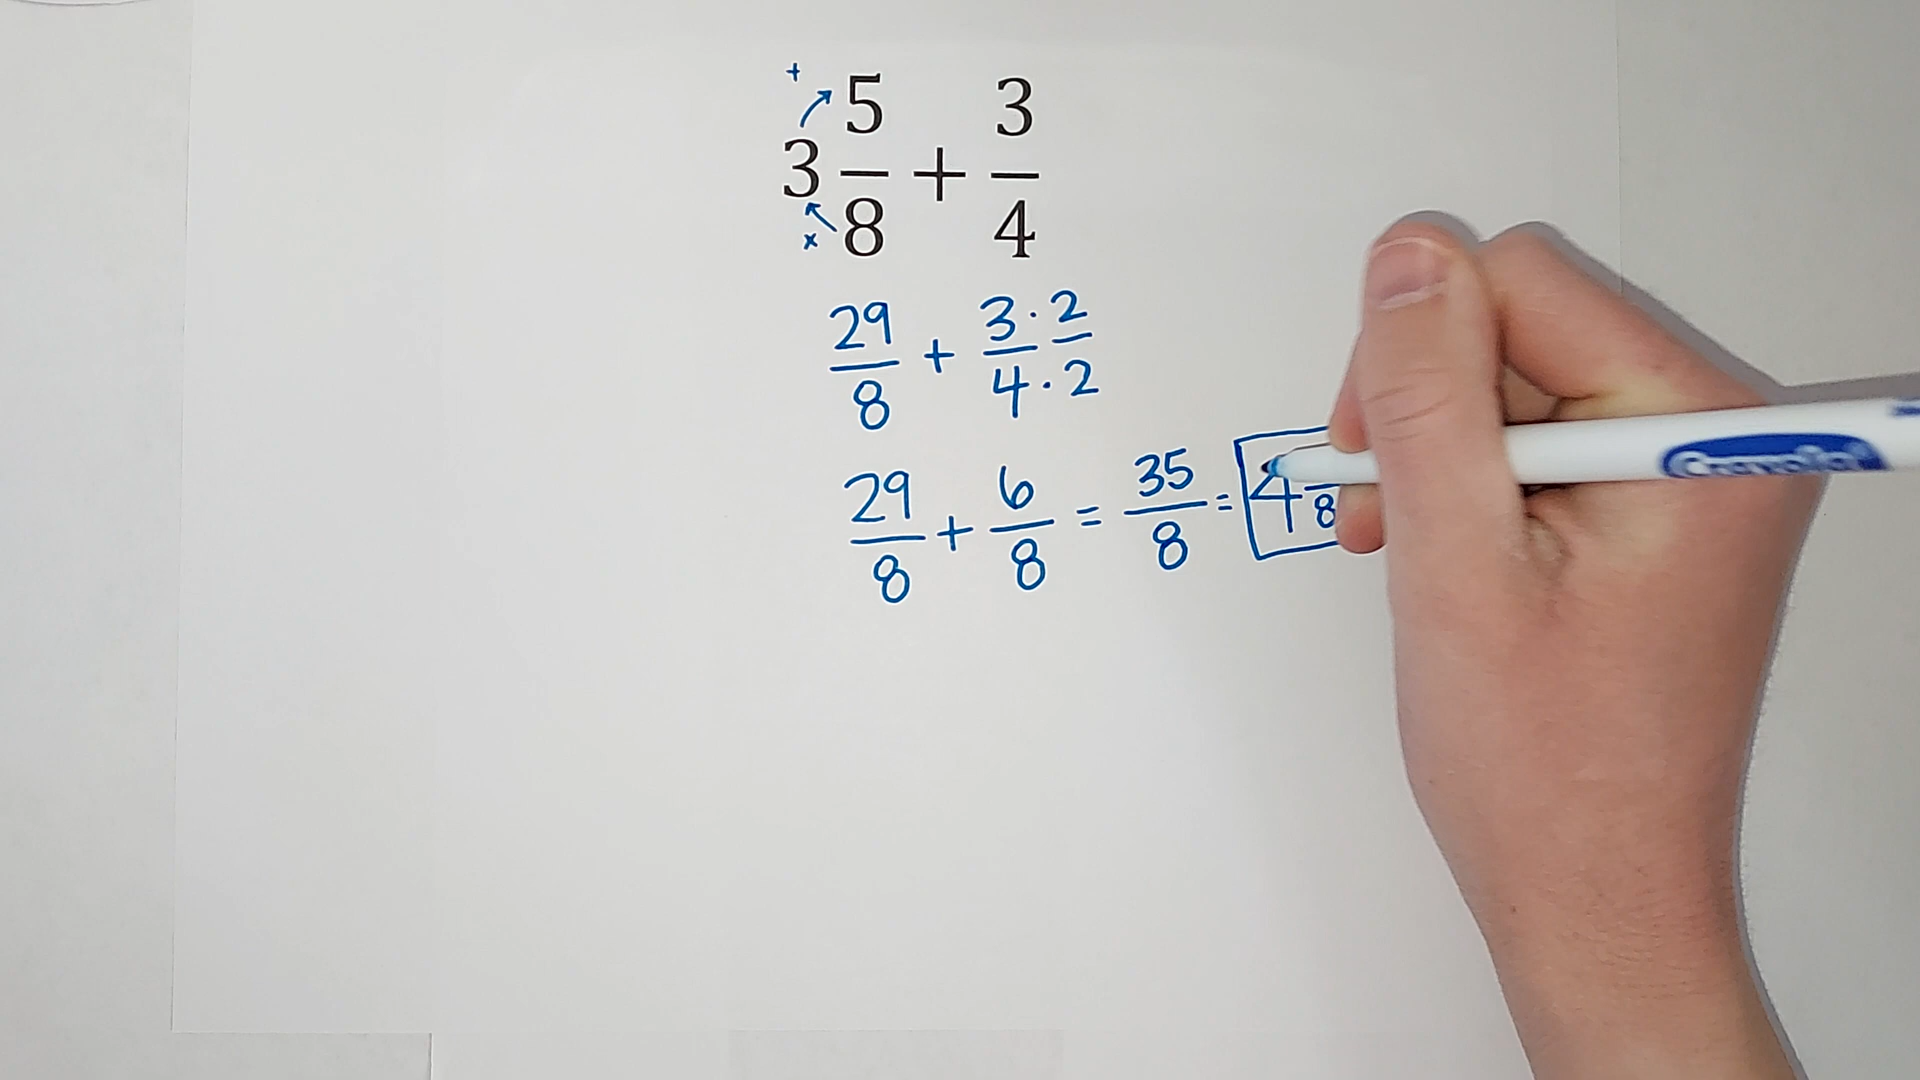 +
3 5/8 + 3/4
x
29/8 + 3/4 · 2/2
29/8 + 6/8 = 35/8 = 4 /8
Crayola